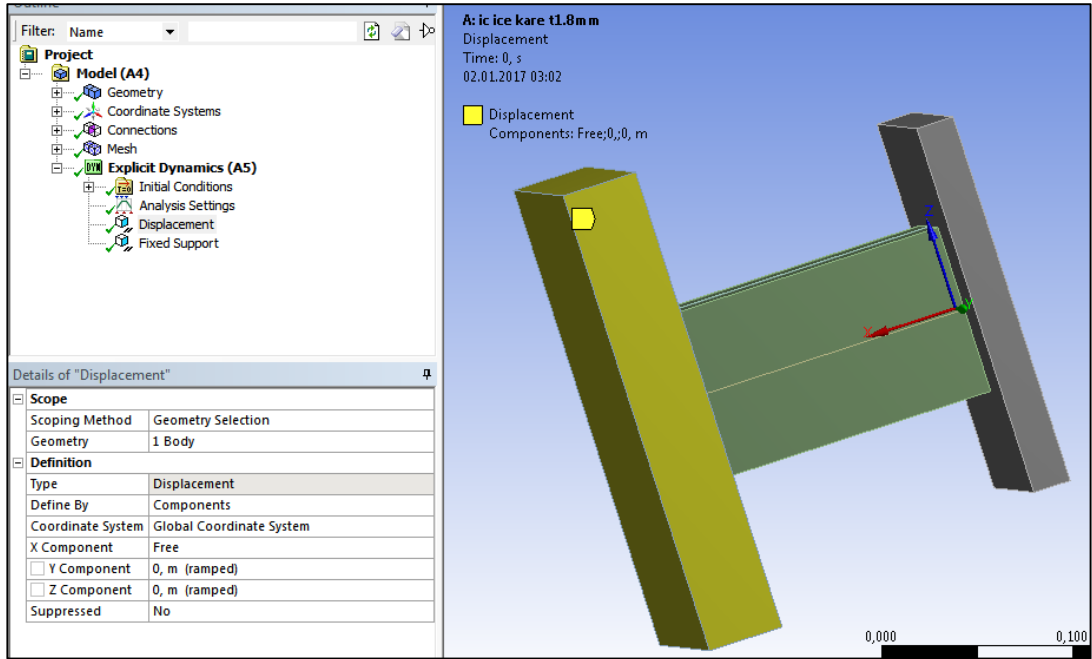 Filter: Name
Project
Model (A4)
Geometry
Coordinate Systems
Connections
Mesh
DYN Explicit Dynamics (A5)
T=0 Initial Conditions
Analysis Settings
Displacement
Fixed Support
Details of "Displacement"
Scope
Scoping Method Geometry Selection
Geometry 1 Body
Definition
Type Displacement
Define By Components
Coordinate System Global Coordinate System
X Component Free
Y Component 0, m (ramped)
Z Component 0, m (ramped)
Suppressed No
A: ic ice kare t1.8mm
Displacement
Time: 0, s
02.01.2017 03:02
Displacement
Components: Free;0,;0, m
Z
Y
X
0,000 0,100